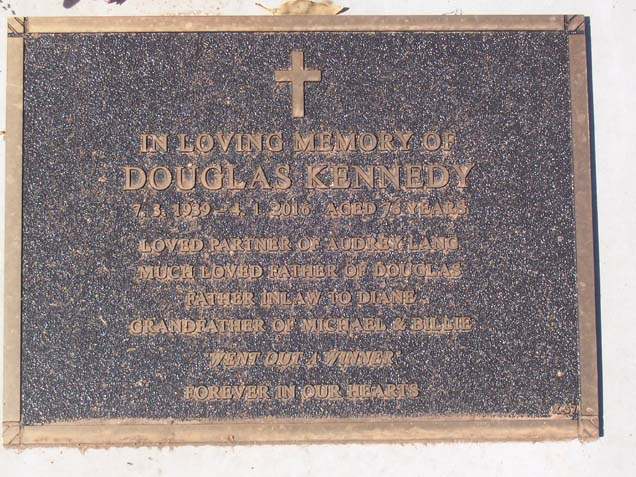 IN LOVING MEMORY OF
DOUGLAS KENNEDY
7. 3. 1939 - 4. 1. 2016 AGED 76 YEARS
LOVED PARTNER OF AUDREY LANG
MUCH LOVED FATHER OF DOUGLAS
FATHER INLAW TO DIANE
GRANDFATHER OF MICHAEL & BILLIE
"WENT OUT A WINNER"
FOREVER IN OUR HEARTS